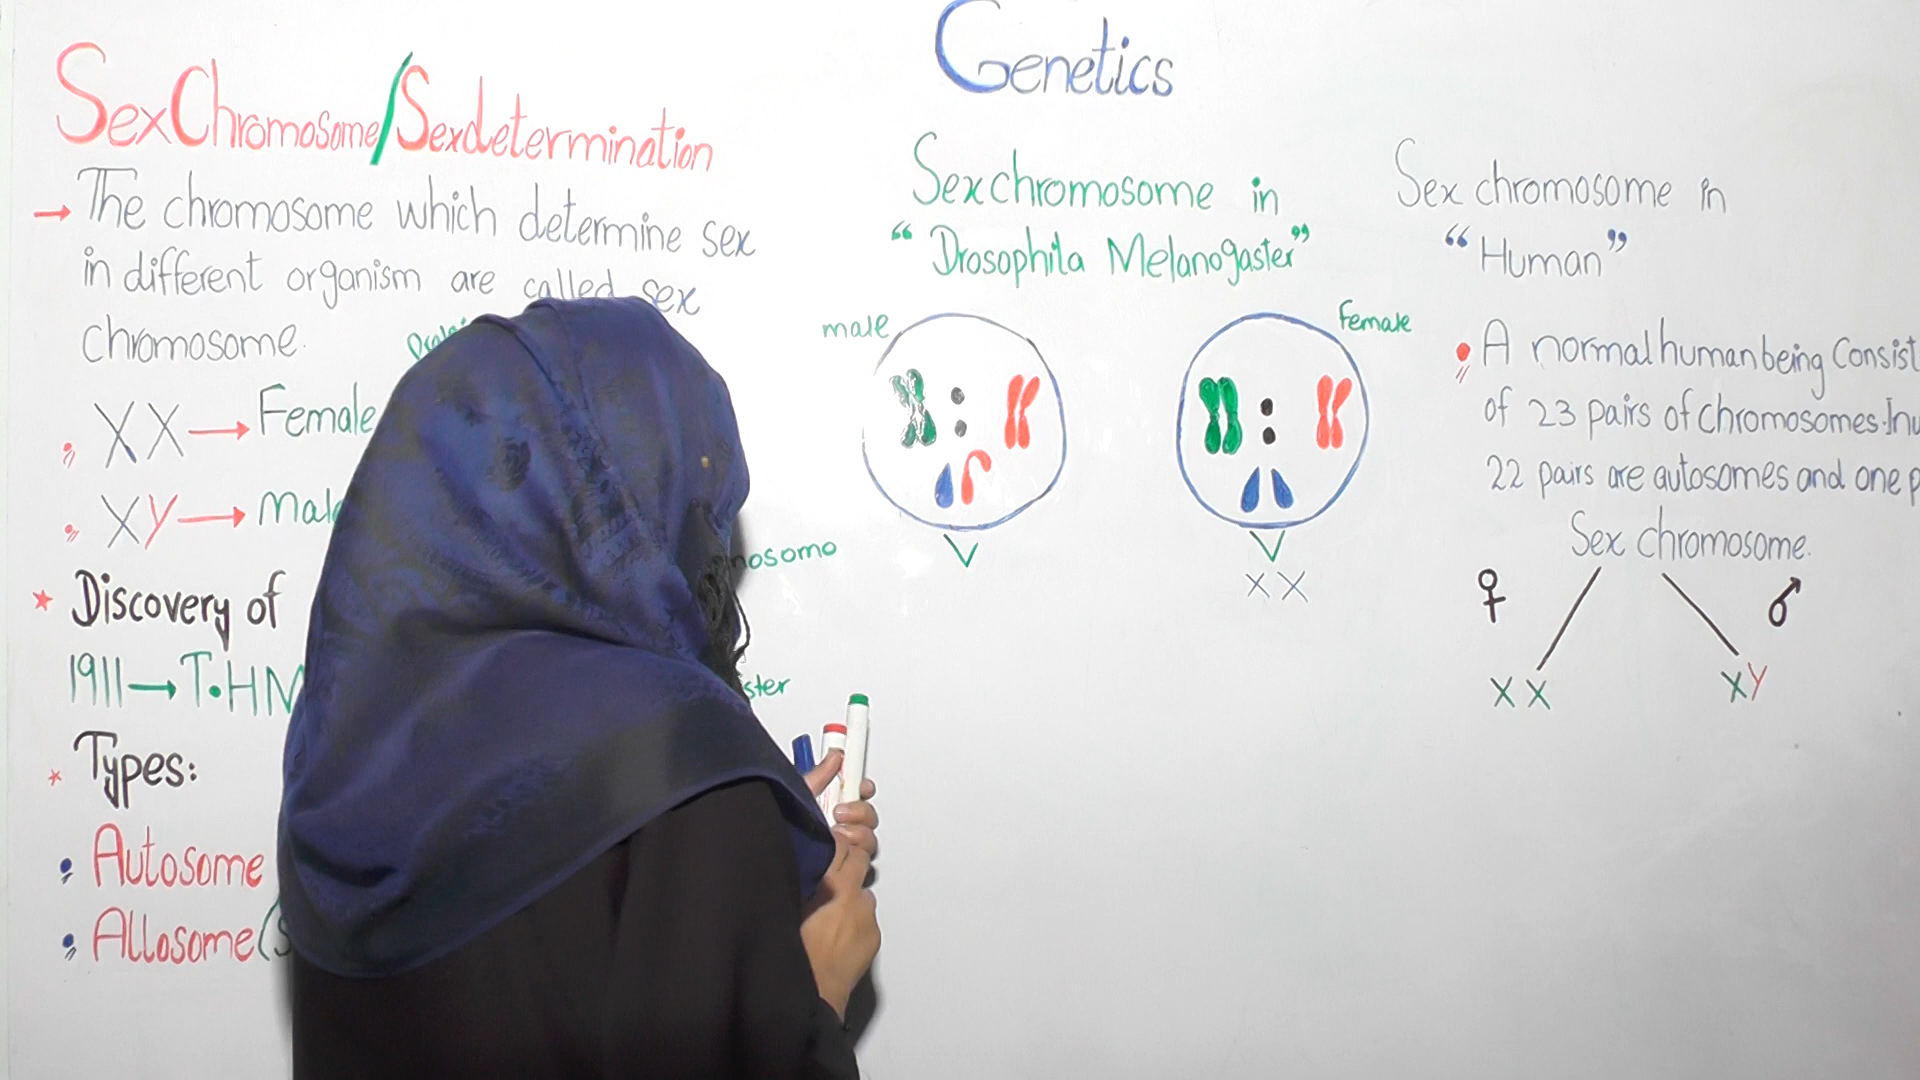 Genetics
Sex Chromosome/Sex determination
→ The chromosome which determine sex
in different organism are called sex
chromosome.
XX → Female
XY → Male
* Discovery of
1911 → T.H
* Types:
Autosome
Allosome (S
nosomo
ster
Sex chromosome in
“Drosophila Melanogaster”
male
Female
XX
Sex chromosome in
“Human”
A normal human being Consist
of 23 pairs of chromosomes. In
22 pairs are autosomes and one p
Sex chromosome.
♀ ♂
XX XY